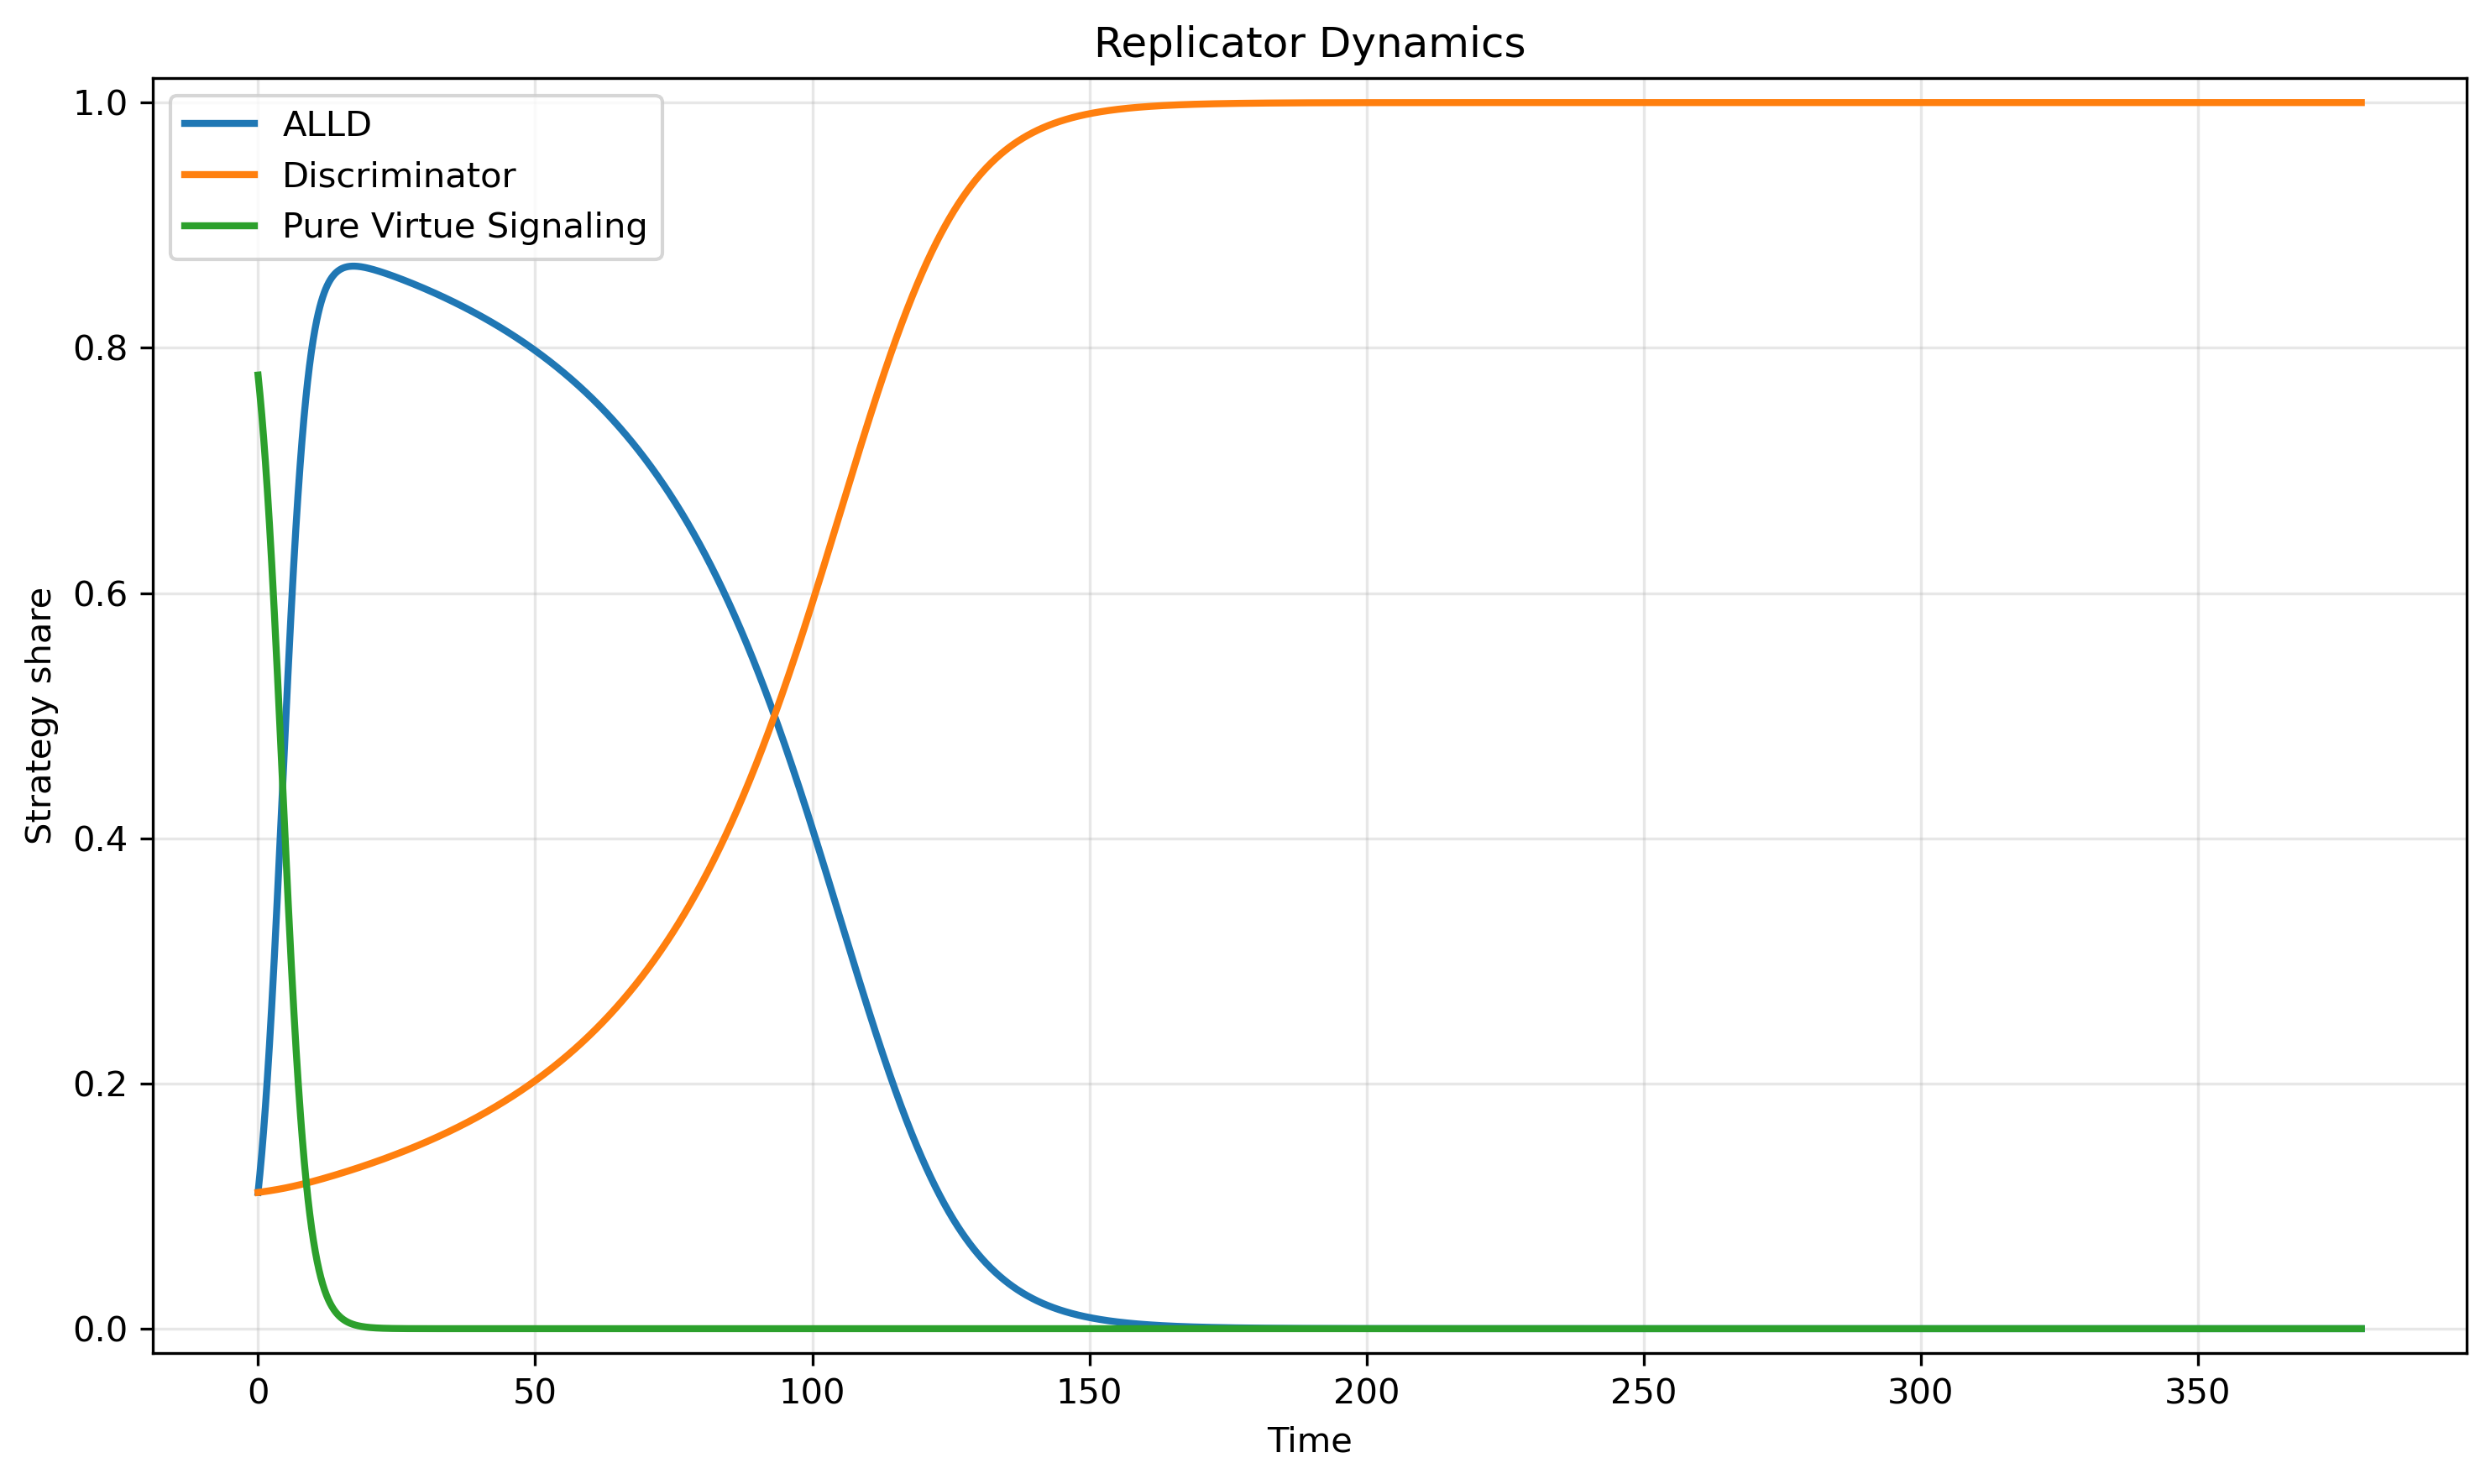 Replicator Dynamics
ALLD
Discriminator
Pure Virtue Signaling
Strategy share
1.0
0.8
0.6
0.4
0.2
0.0
0 50 100 150 200 250 300 350
Time